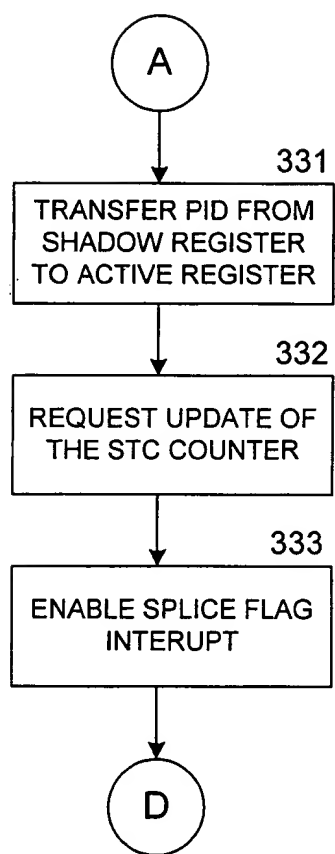 A
331
TRANSFER PID FROM
SHADOW REGISTER
TO ACTIVE REGISTER
332
REQUEST UPDATE OF
THE STC COUNTER
333
ENABLE SPLICE FLAG
INTERUPT
D